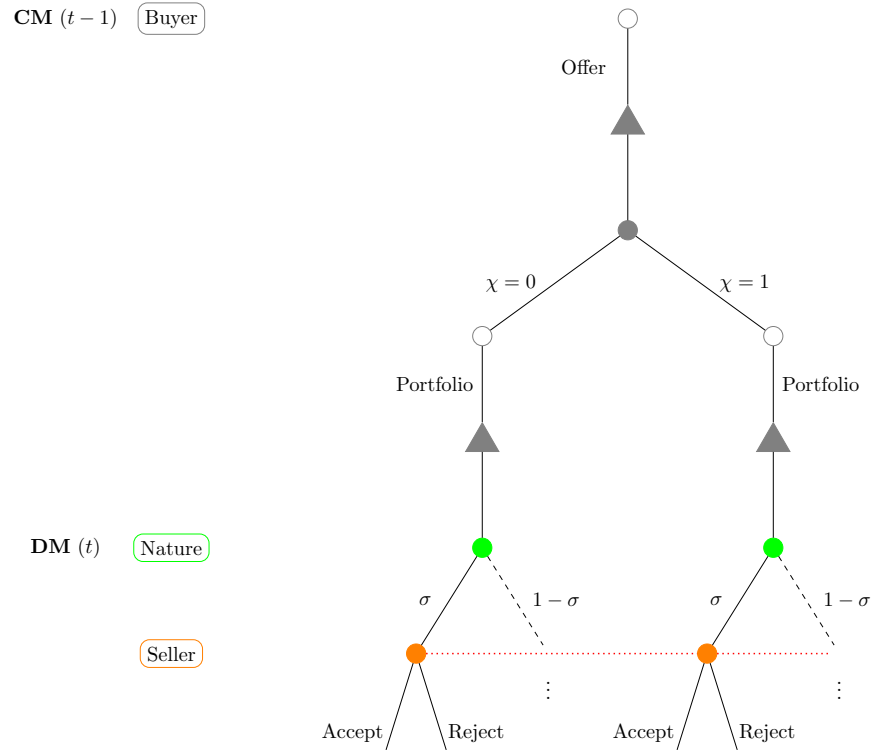 CM (t − 1) Buyer
Offer
χ = 0 χ = 1
Portfolio Portfolio
DM (t) Nature
σ 1 − σ σ 1 − σ
Seller
⋮ ⋮
Accept Reject Accept Reject